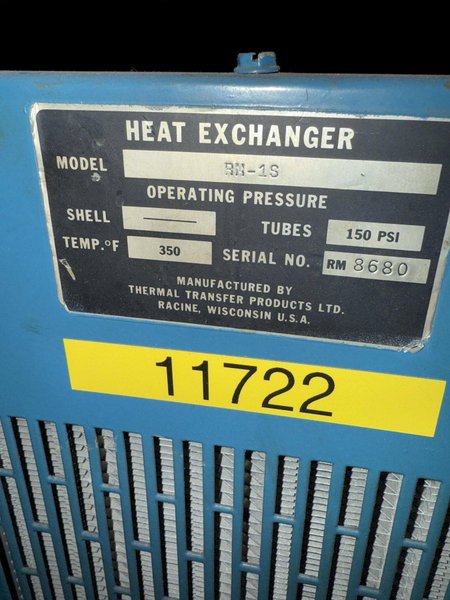 HEAT EXCHANGER
MODEL RM-1S
OPERATING PRESSURE
SHELL —— TUBES 150 PSI
TEMP.°F 350 SERIAL NO. RM 8680
MANUFACTURED BY
THERMAL TRANSFER PRODUCTS LTD.
RACINE, WISCONSIN U.S.A.
11722